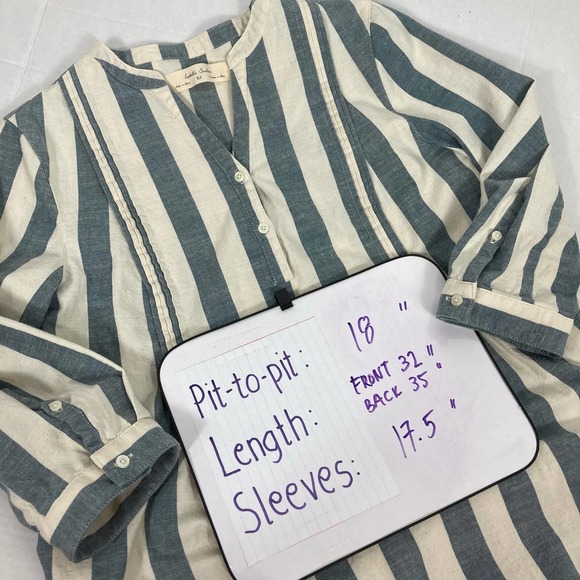 Pit-to-pit: 18 "
Length: FRONT 32 "
BACK 35 "
Sleeves: 17.5 "